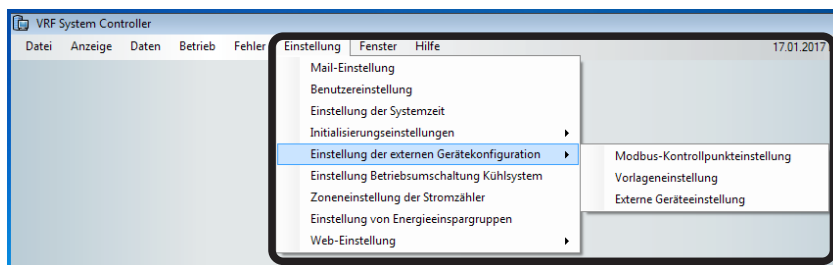 VRF System Controller
Datei Anzeige Daten Betrieb Fehler Einstellung Fenster Hilfe 17.01.2017
Mail-Einstellung
Benutzereinstellung
Einstellung der Systemzeit
Initialisierungseinstellungen
Einstellung der externen Gerätekonfiguration
Modbus-Kontrollpunkteinstellung
Einstellung Betriebsumschaltung Kühlsystem
Vorlageneinstellung
Zoneneinstellung der Stromzähler
Externe Geräteeinstellung
Einstellung von Energieeinspargruppen
Web-Einstellung